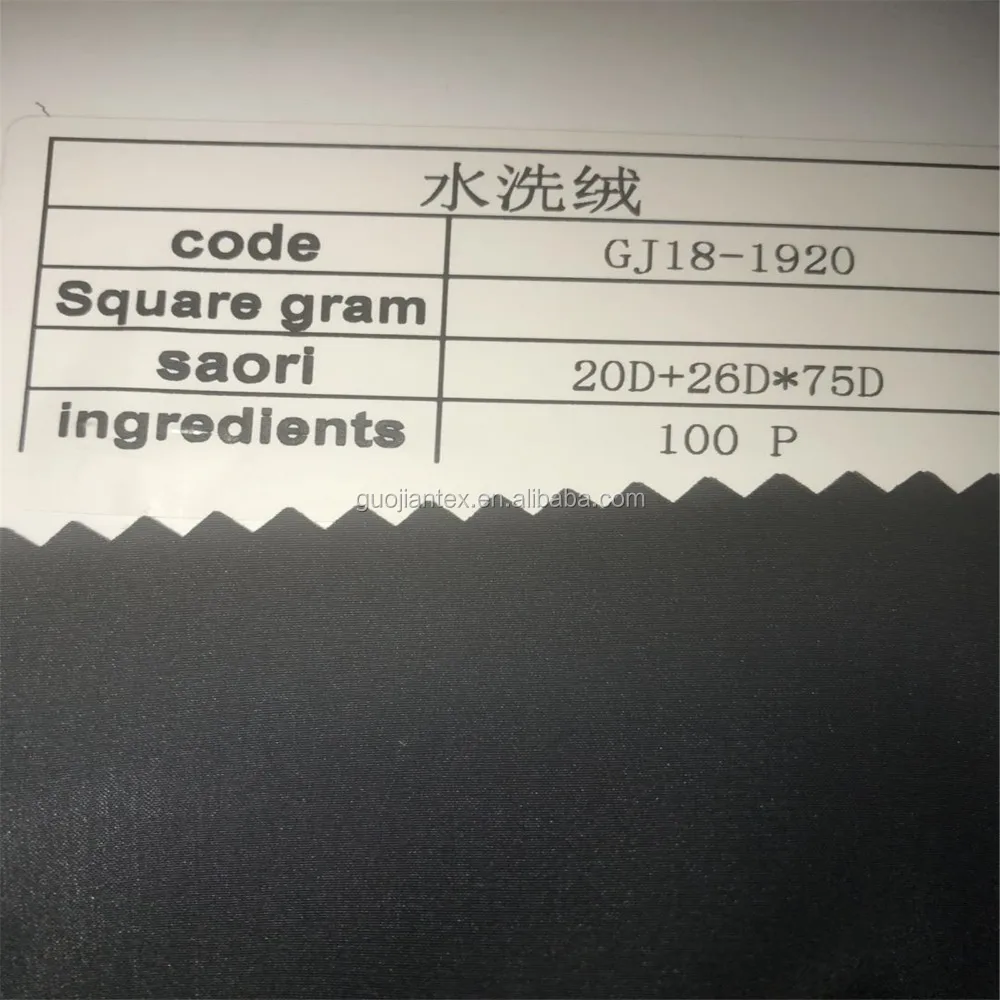 水洗绒
code GJ18-1920
Square gram
saori 20D+26D*75D
ingredients 100 P
guojiantex.en.alibaba.com